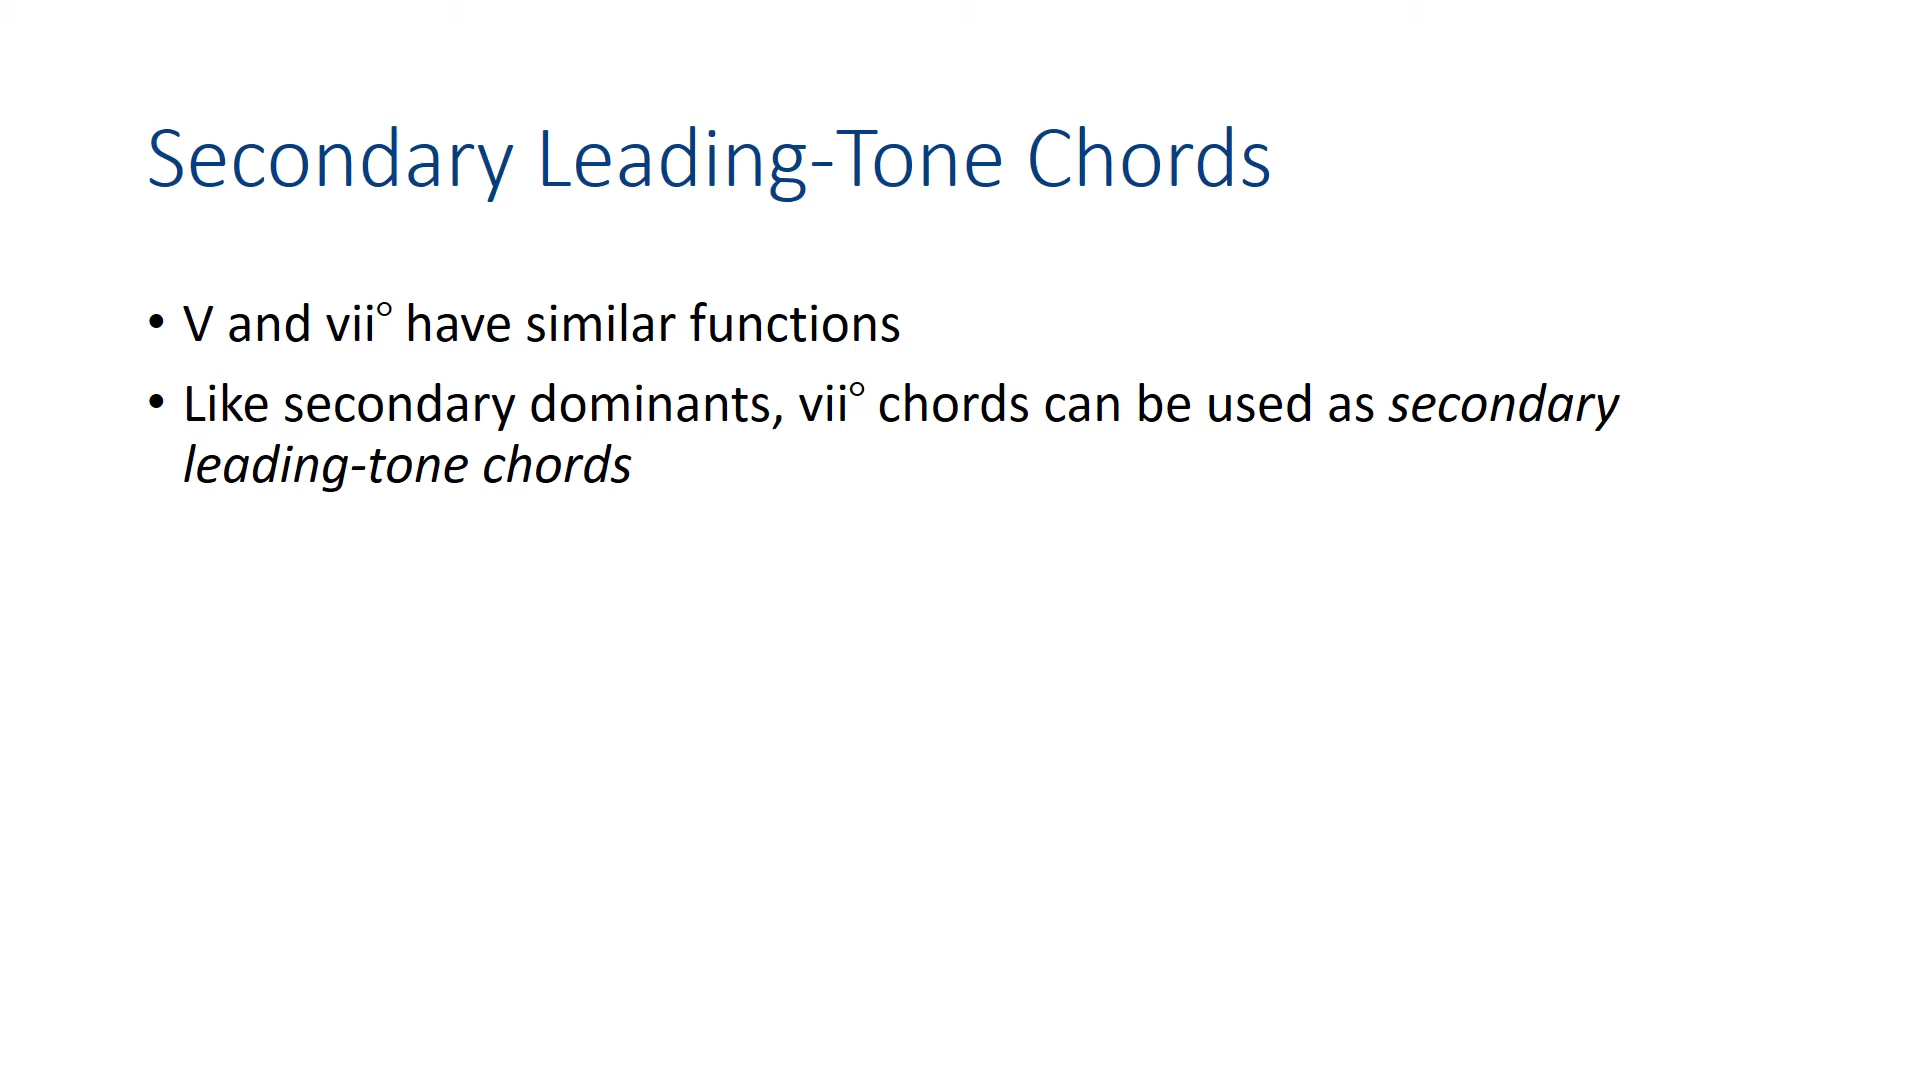 Secondary Leading-Tone Chords
• V and vii° have similar functions
• Like secondary dominants, vii° chords can be used as secondary
leading-tone chords